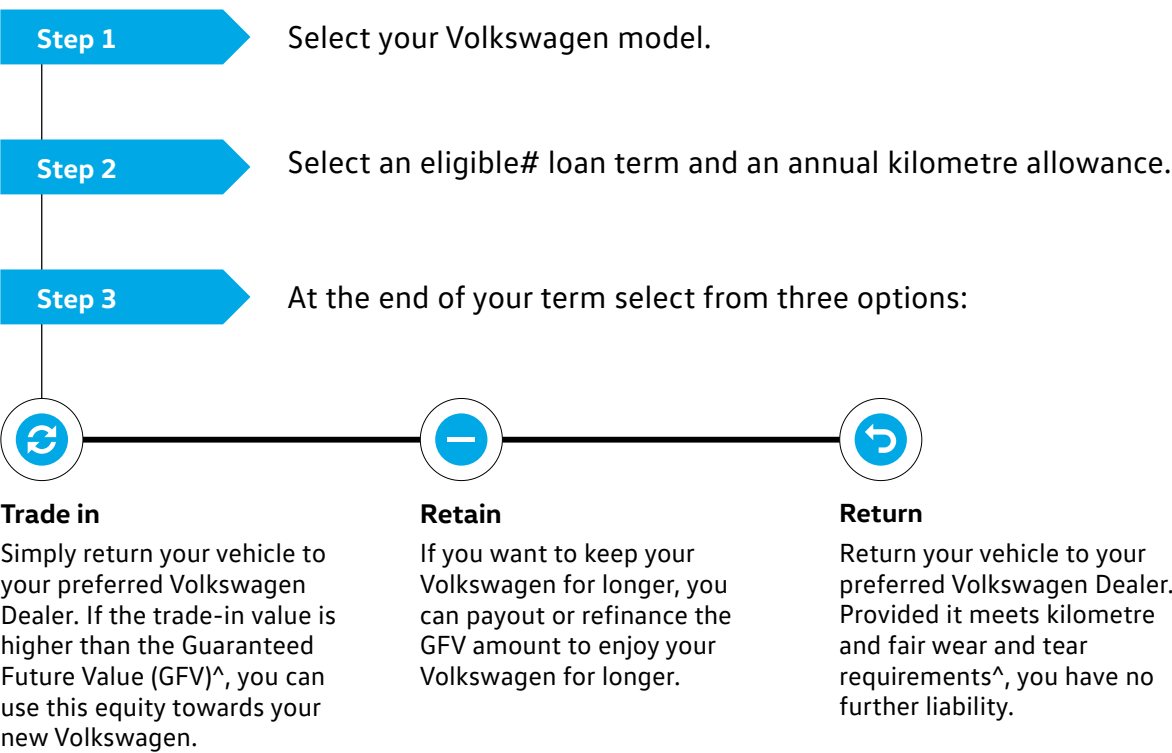 Step 1
Select your Volkswagen model.
Step 2
Select an eligible# loan term and an annual kilometre allowance.
Step 3
At the end of your term select from three options:
Trade in
Simply return your vehicle to
your preferred Volkswagen
Dealer. If the trade-in value is
higher than the Guaranteed
Future Value (GFV)^, you can
use this equity towards your
new Volkswagen.
Retain
If you want to keep your
Volkswagen for longer, you
can payout or refinance the
GFV amount to enjoy your
Volkswagen for longer.
Return
Return your vehicle to your
preferred Volkswagen Dealer.
Provided it meets kilometre
and fair wear and tear
requirements^, you have no
further liability.